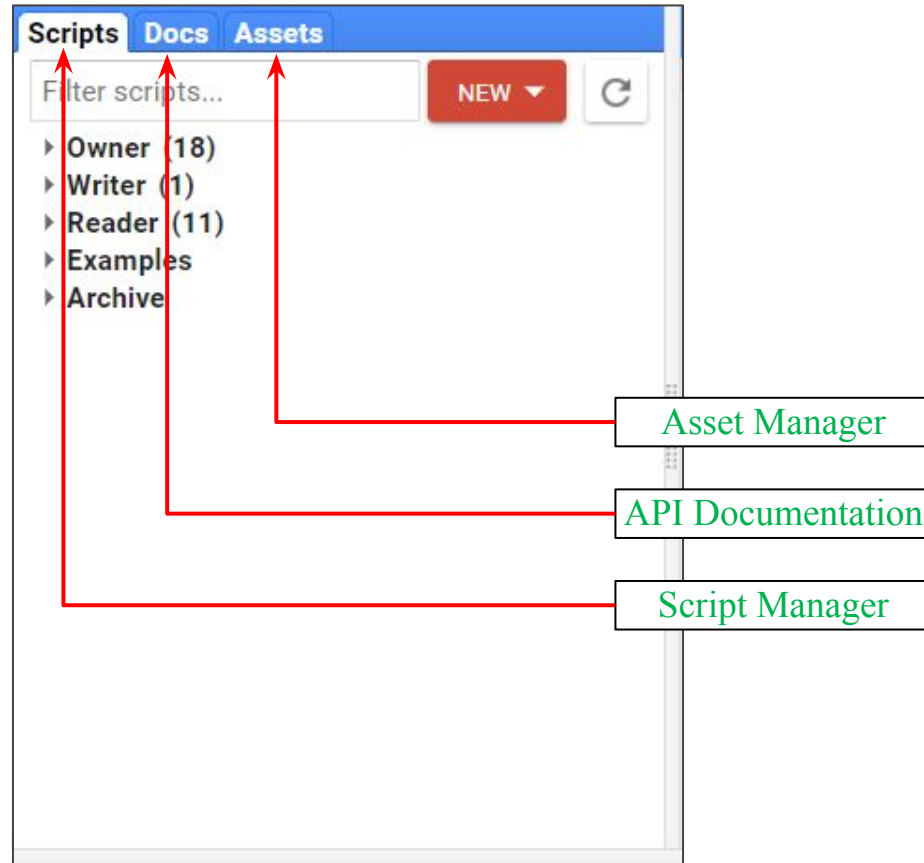 Scripts Docs Assets
Filter scripts... NEW
Owner (18)
Writer (1)
Reader (11)
Examples
Archive
Asset Manager
API Documentation
Script Manager